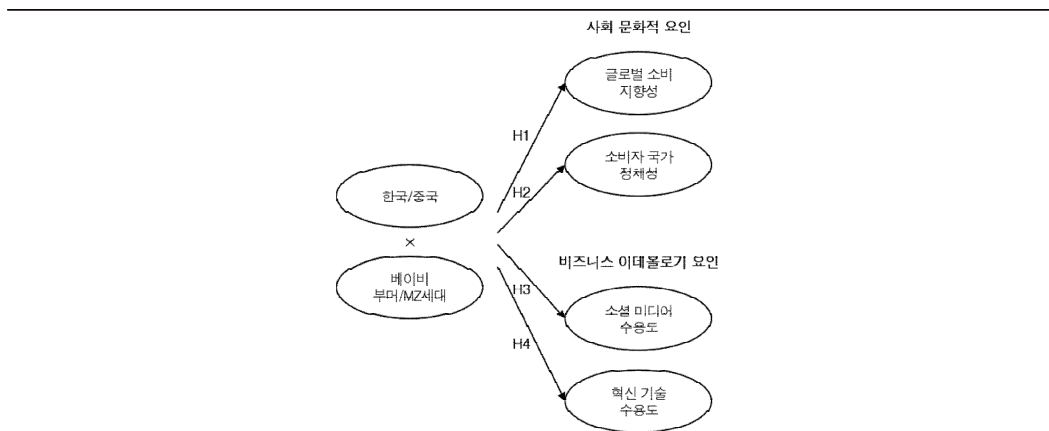 사회 문화적 요인
글로벌 소비
지향성
H1
소비자 국가
정체성
H2
한국/중국
×
베이비
부머/MZ세대
비즈니스 이데올로기 요인
H3
소셜 미디어
수용도
H4
혁신 기술
수용도